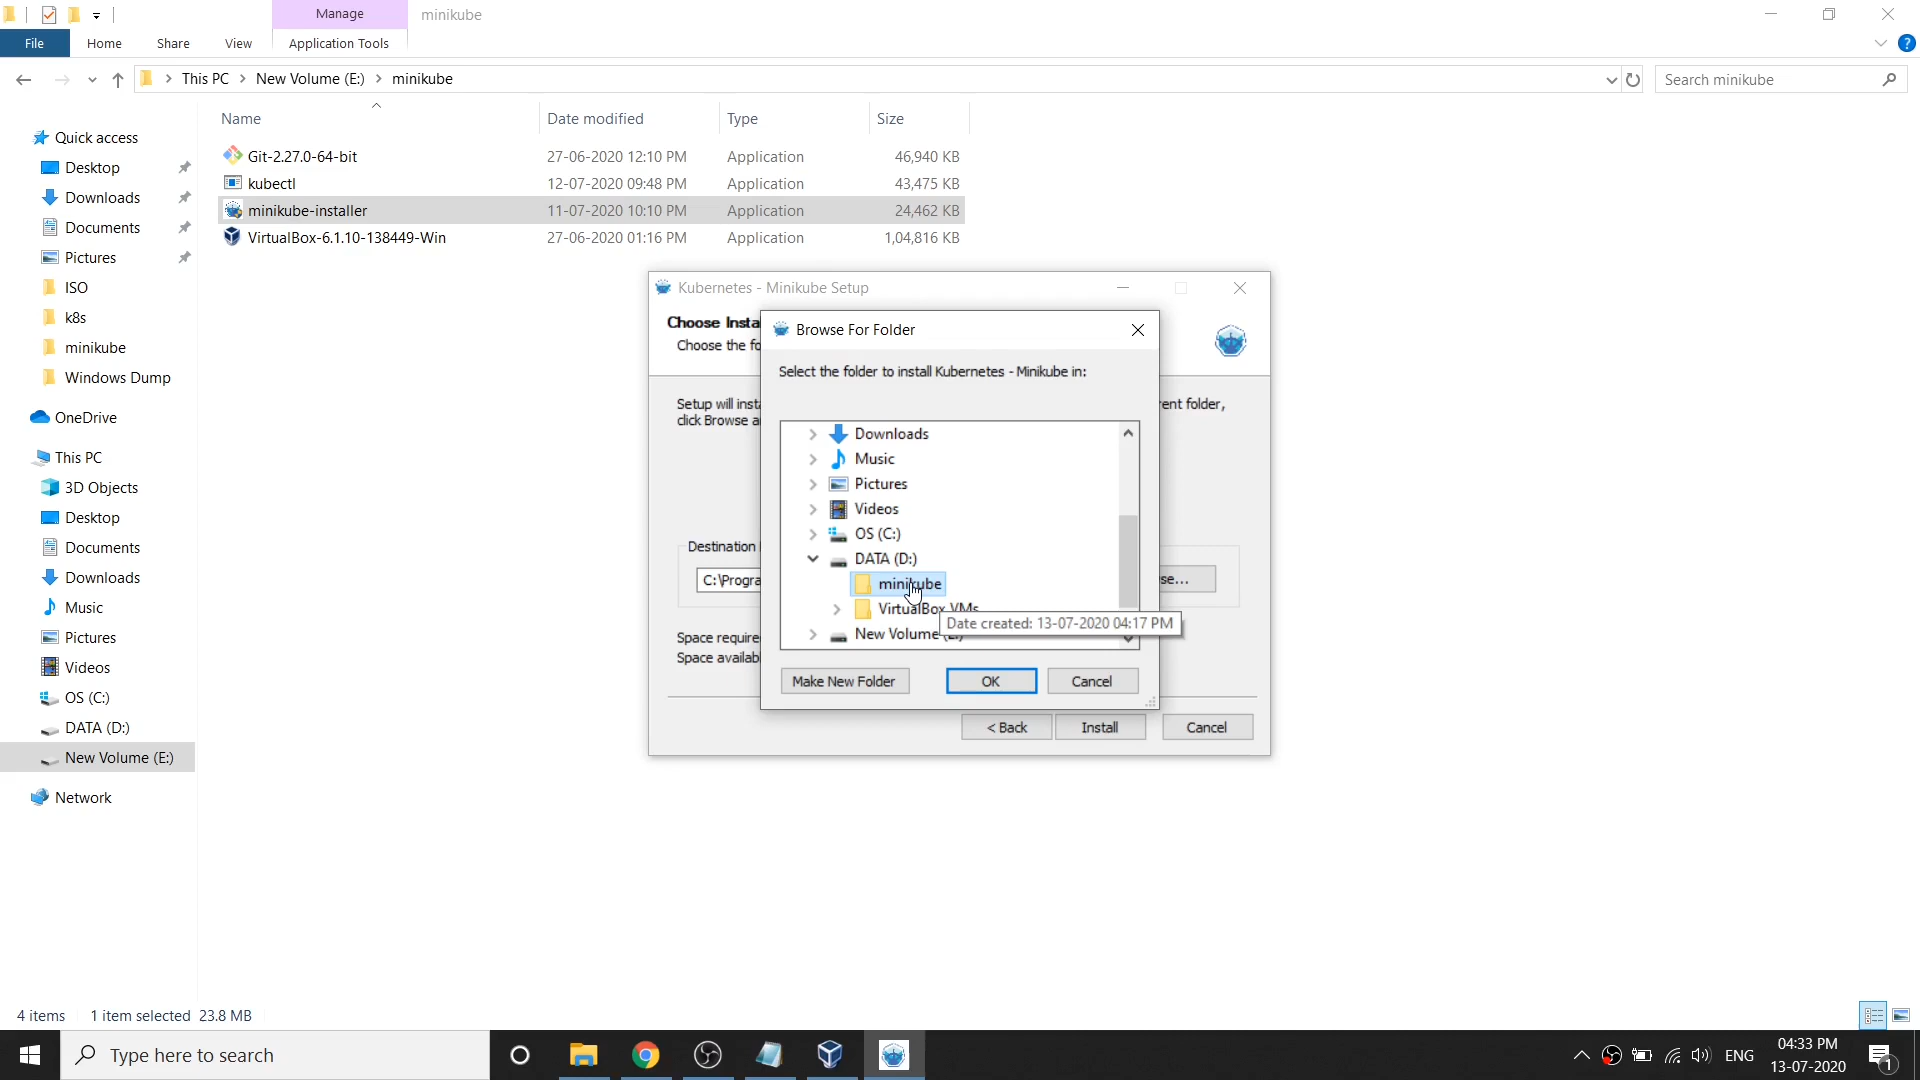 Manage
minikube
File
Home
Share
View
Application Tools
This PC
New Volume (E:)
minikube
Search minikube
Name
Date modified
Type
Size
Git-2.27.0-64-bit
27-06-2020 12:10 PM
Application
46,940 KB
kubectl
12-07-2020 09:48 PM
Application
43,475 KB
minikube-installer
11-07-2020 10:10 PM
Application
24,462 KB
VirtualBox-6.1.10-138449-Win
27-06-2020 01:16 PM
Application
1,04,816 KB
Quick access
Desktop
Downloads
Documents
Pictures
ISO
k8s
minikube
Windows Dump
OneDrive
This PC
3D Objects
Desktop
Documents
Downloads
Music
Pictures
Videos
OS (C:)
DATA (D:)
New Volume (E:)
Network
Kubernetes - Minikube Setup
Choose Insta
Choose the fo
Setup will inst
ent folder,
click Browse a
Destination
C:\Progra
se...
Space require
Space availab
< Back
Install
Cancel
Browse For Folder
Select the folder to install Kubernetes - Minikube in:
Downloads
Music
Pictures
Videos
OS (C:)
DATA (D:)
minikube
VirtualBox VMs
New Volume
Date created: 13-07-2020 04:17 PM
Make New Folder
OK
Cancel
4 items
1 item selected 23.8 MB
Type here to search
ENG
04:33 PM
13-07-2020
1